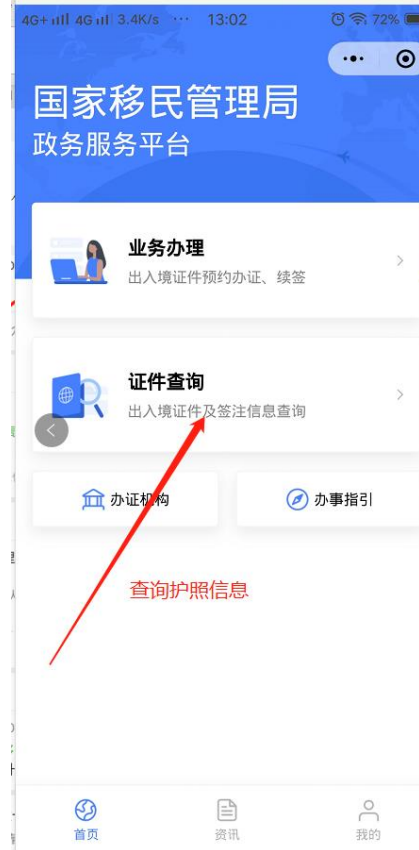 4G+ 4G 3.4K/s ··· 13:02 72%
国家移民管理局
政务服务平台
业务办理
出入境证件预约办证、续签
证件查询
出入境证件及签注信息查询
办证机构
办事指引
查询护照信息
首页
资讯
我的